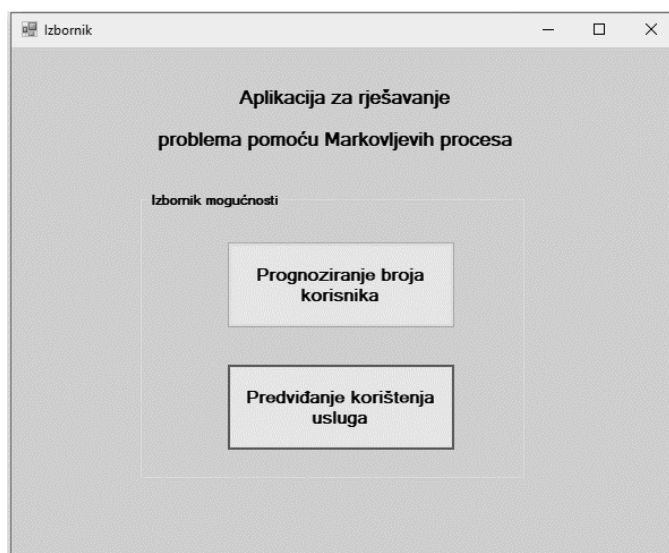 Izbornik
Aplikacija za rješavanje
problema pomoću Markovljevih procesa
Izbornik mogućnosti
Prognoziranje broja
korisnika
Predviđanje korištenja
usluga